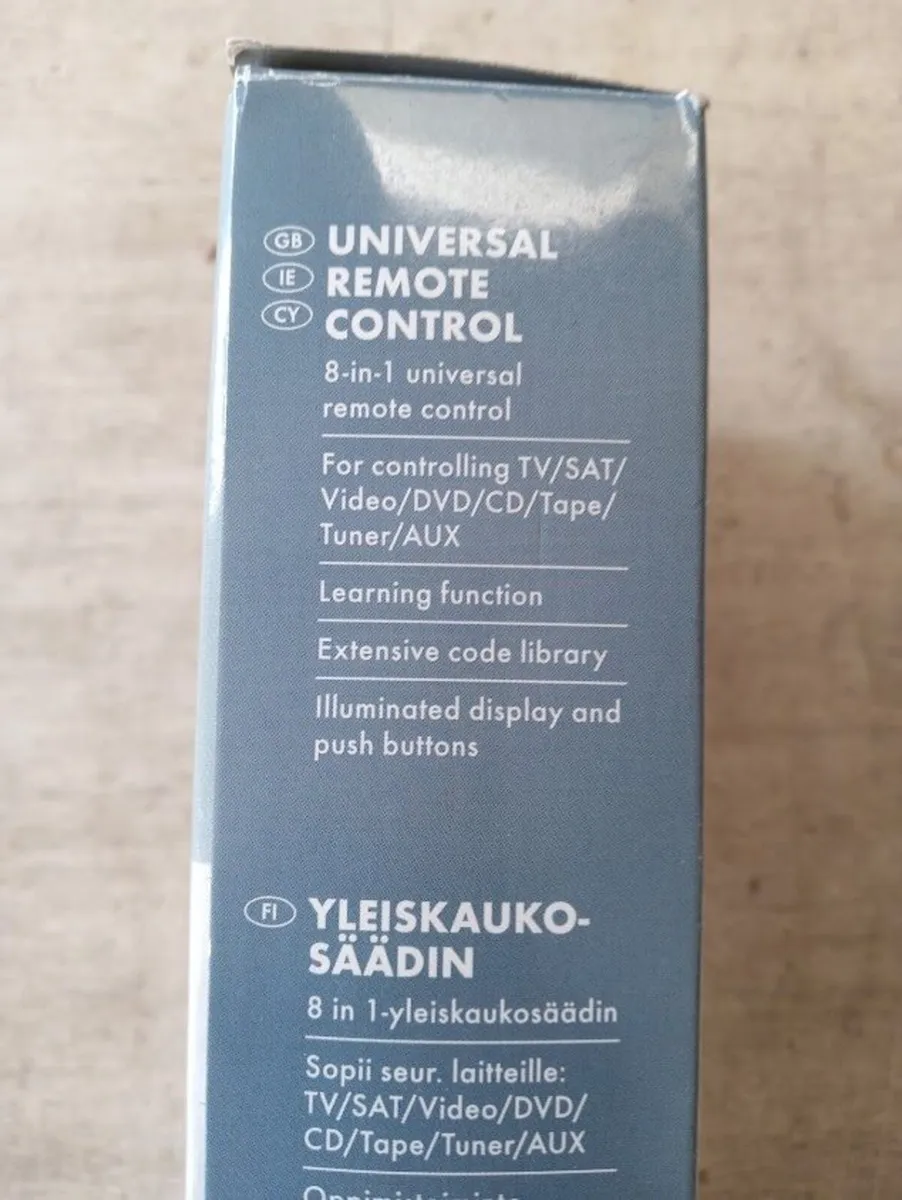 GB UNIVERSAL
IE REMOTE
CY CONTROL
8-in-1 universal
remote control
For controlling TV/SAT/
Video/DVD/CD/Tape/
Tuner/AUX
Learning function
Extensive code library
Illuminated display and
push buttons
FI YLEISKAUKO-
SÄÄDIN
8 in 1-yleiskaukosäädin
Sopii seur. laitteille:
TV/SAT/Video/DVD/
CD/Tape/Tuner/AUX